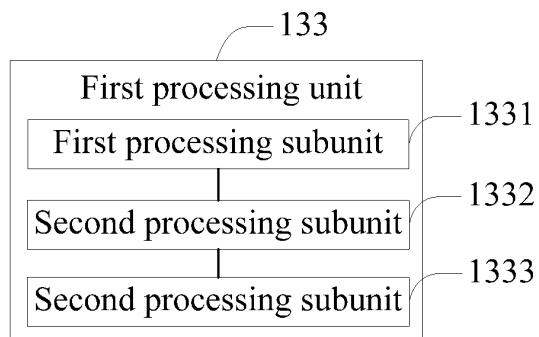 133
First processing unit
First processing subunit
1331
Second processing subunit
1332
Second processing subunit
1333